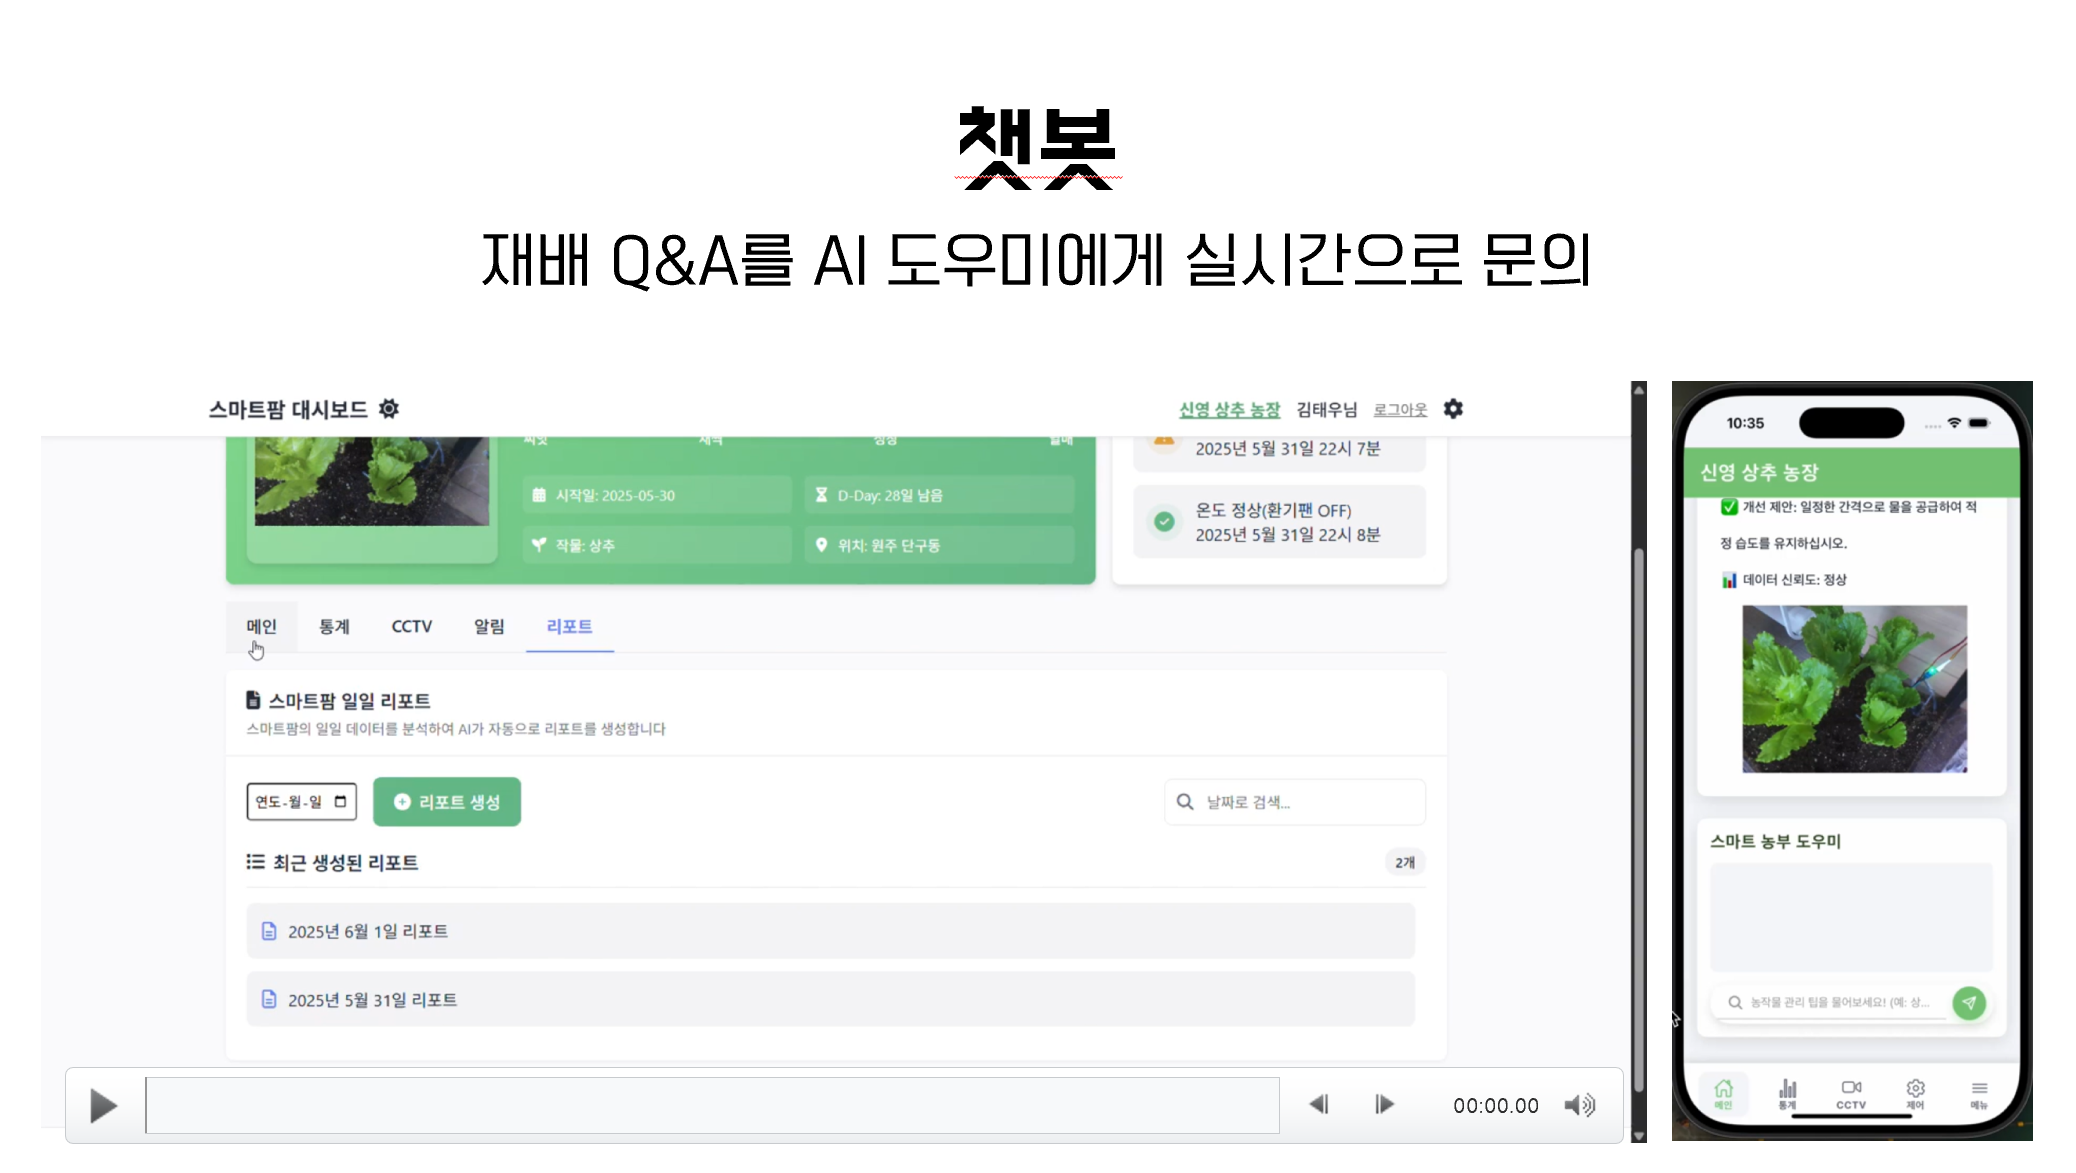 챗봇
재배 Q&A를 AI 도우미에게 실시간으로 문의
스마트팜 대시보드
신영 상추 농장 김태우님 로그아웃
씨앗 새싹 성장 열매
시작일: 2025-05-30
D-Day: 28일 남음
작물: 상추
위치: 원주 단구동
2025년 5월 31일 22시 7분
온도 정상(환기팬 OFF)
2025년 5월 31일 22시 8분
메인 통계 CCTV 알림 리포트
스마트팜 일일 리포트
스마트팜의 일일 데이터를 분석하여 AI가 자동으로 리포트를 생성합니다
연도-월-일
리포트 생성
날짜로 검색...
최근 생성된 리포트
2개
2025년 6월 1일 리포트
2025년 5월 31일 리포트
00:00.00
10:35
신영 상추 농장
개선 제안: 일정한 간격으로 물을 공급하여 적
정 습도를 유지하십시오.
데이터 신뢰도: 정상
스마트 농부 도우미
농작물 관리 팁을 물어보세요! (예: 상...
메인 통계 CCTV 제어 메뉴